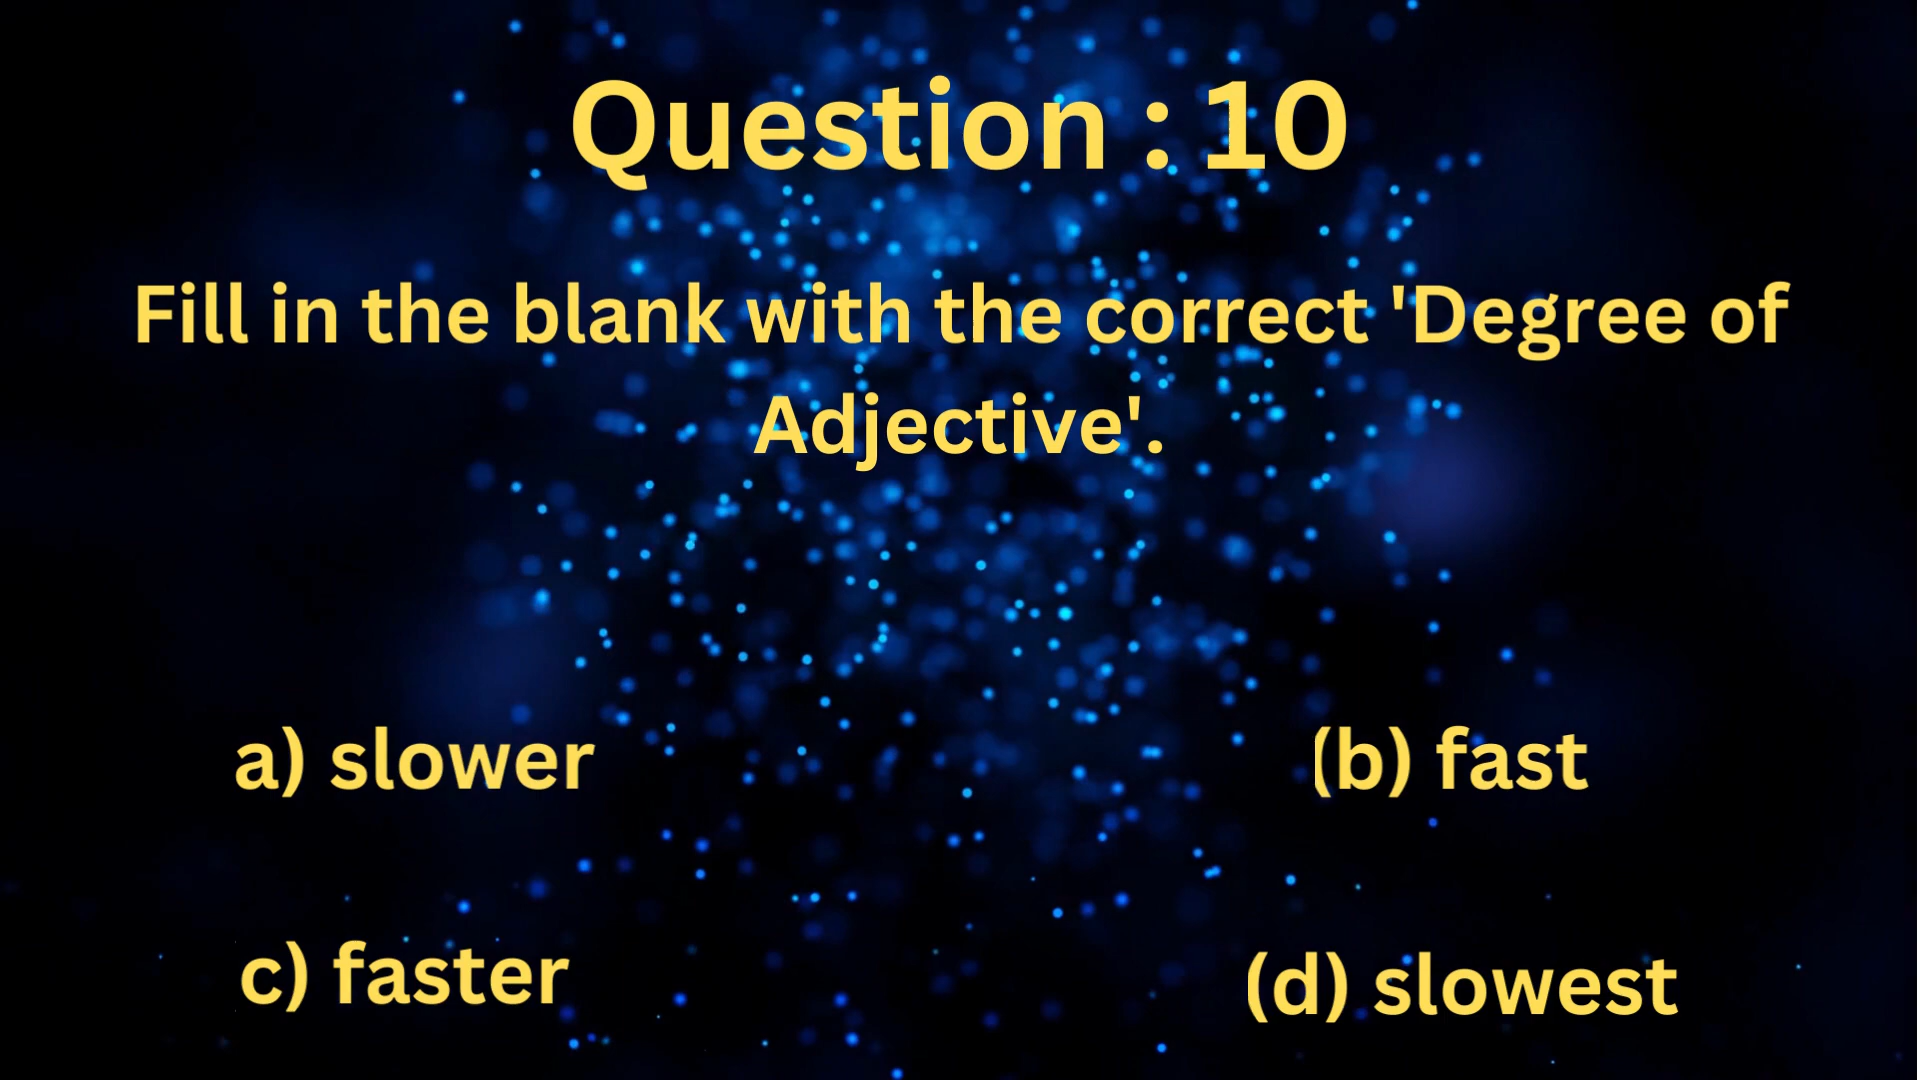 Question : 10
Fill in the blank with the correct 'Degree of
Adjective'.
a) slower
(b) fast
c) faster
(d) slowest